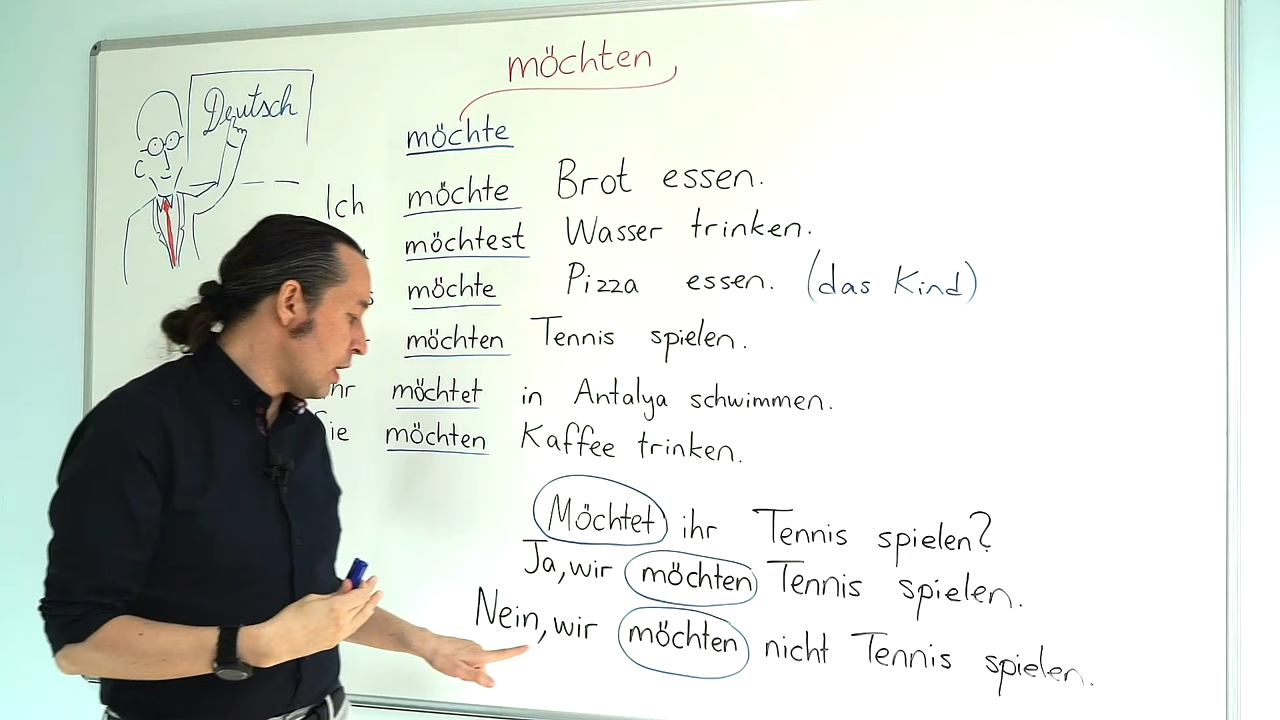 möchten
Deutsch
möchte
Ich möchte Brot essen.
möchtest Wasser trinken.
möchte Pizza essen. (das Kind)
möchten Tennis spielen.
möchtet in Antalya schwimmen.
möchten Kaffee trinken.
Möchtet ihr Tennis spielen?
Ja, wir möchten Tennis spielen.
Nein, wir möchten nicht Tennis spielen.